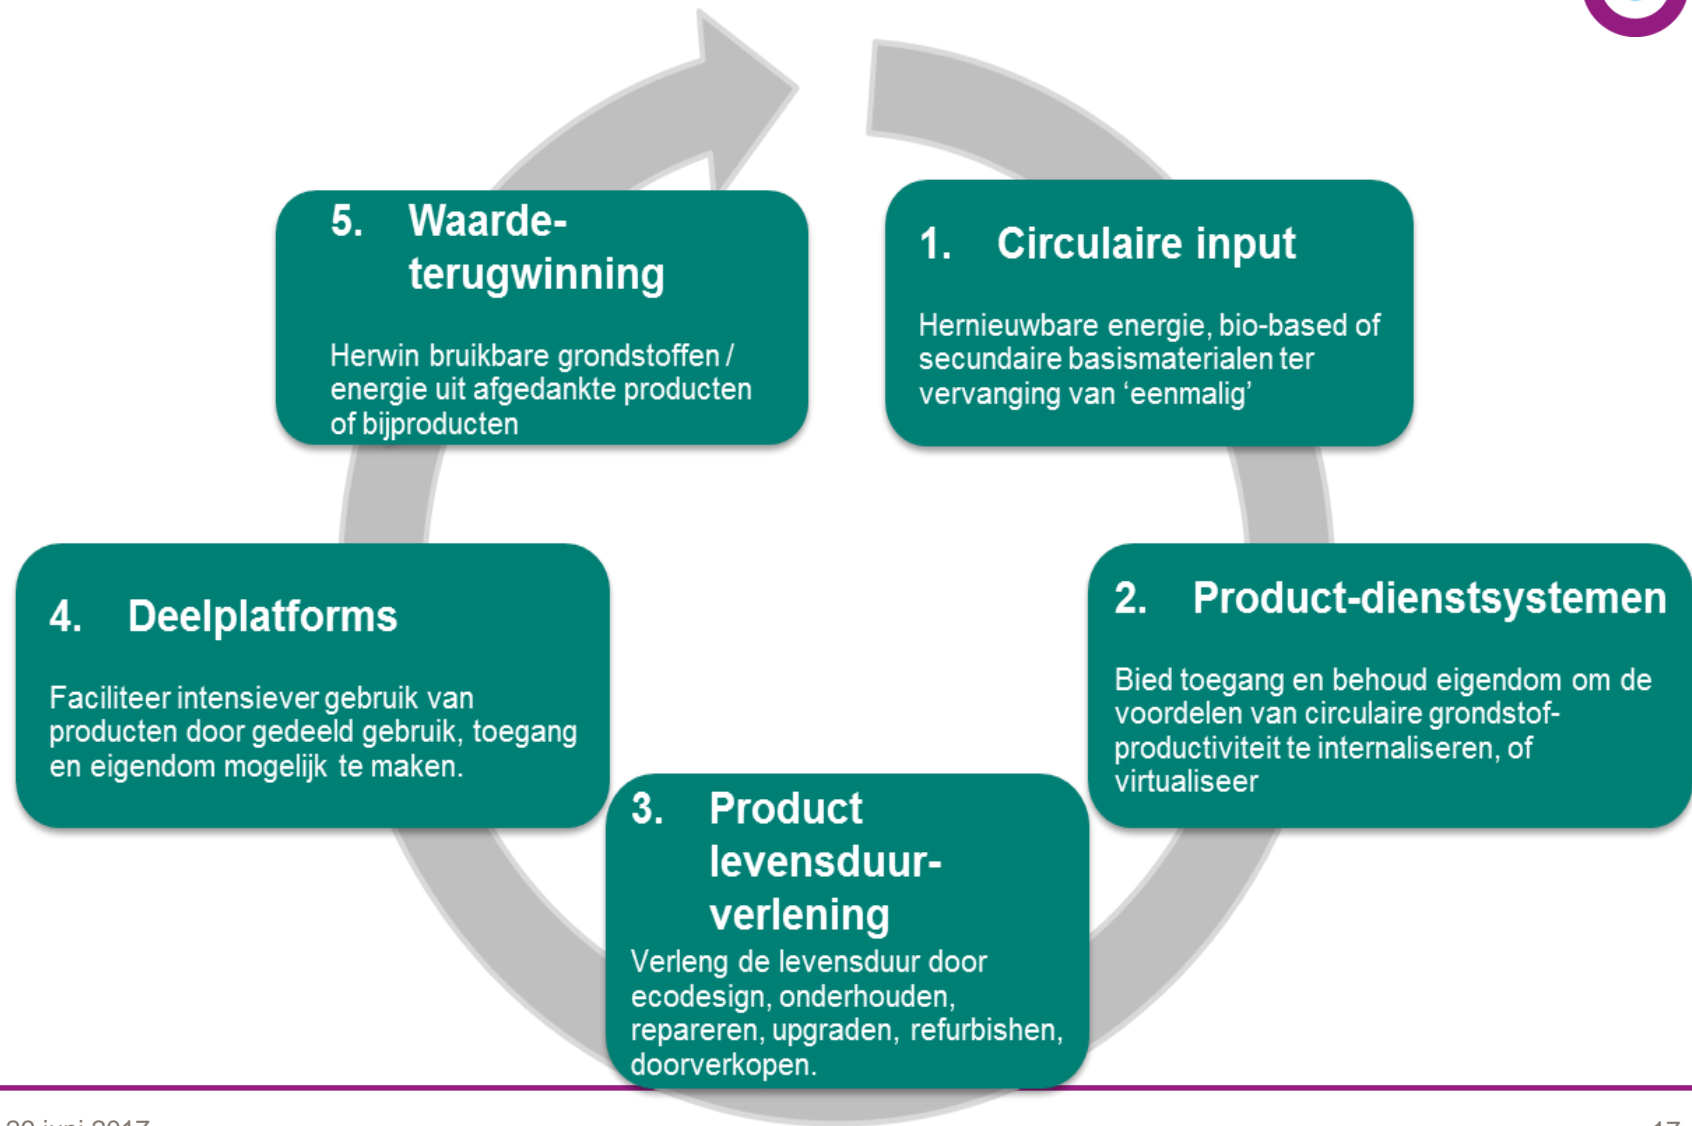 1. Circulaire input
Hernieuwbare energie, bio-based of
secundaire basismaterialen ter
vervanging van ‘eenmalig’
2. Product-dienstsystemen
Bied toegang en behoud eigendom om de
voordelen van circulaire grondstof-
productiviteit te internaliseren, of
virtualiseer
3. Product
levensduur-
verlening
Verleng de levensduur door
ecodesign, onderhouden,
repareren, upgraden, refurbishen,
doorverkopen.
4. Deelplatforms
Faciliteer intensiever gebruik van
producten door gedeeld gebruik, toegang
en eigendom mogelijk te maken.
5. Waarde-
terugwinning
Herwin bruikbare grondstoffen /
energie uit afgedankte producten
of bijproducten
juni 2017
17